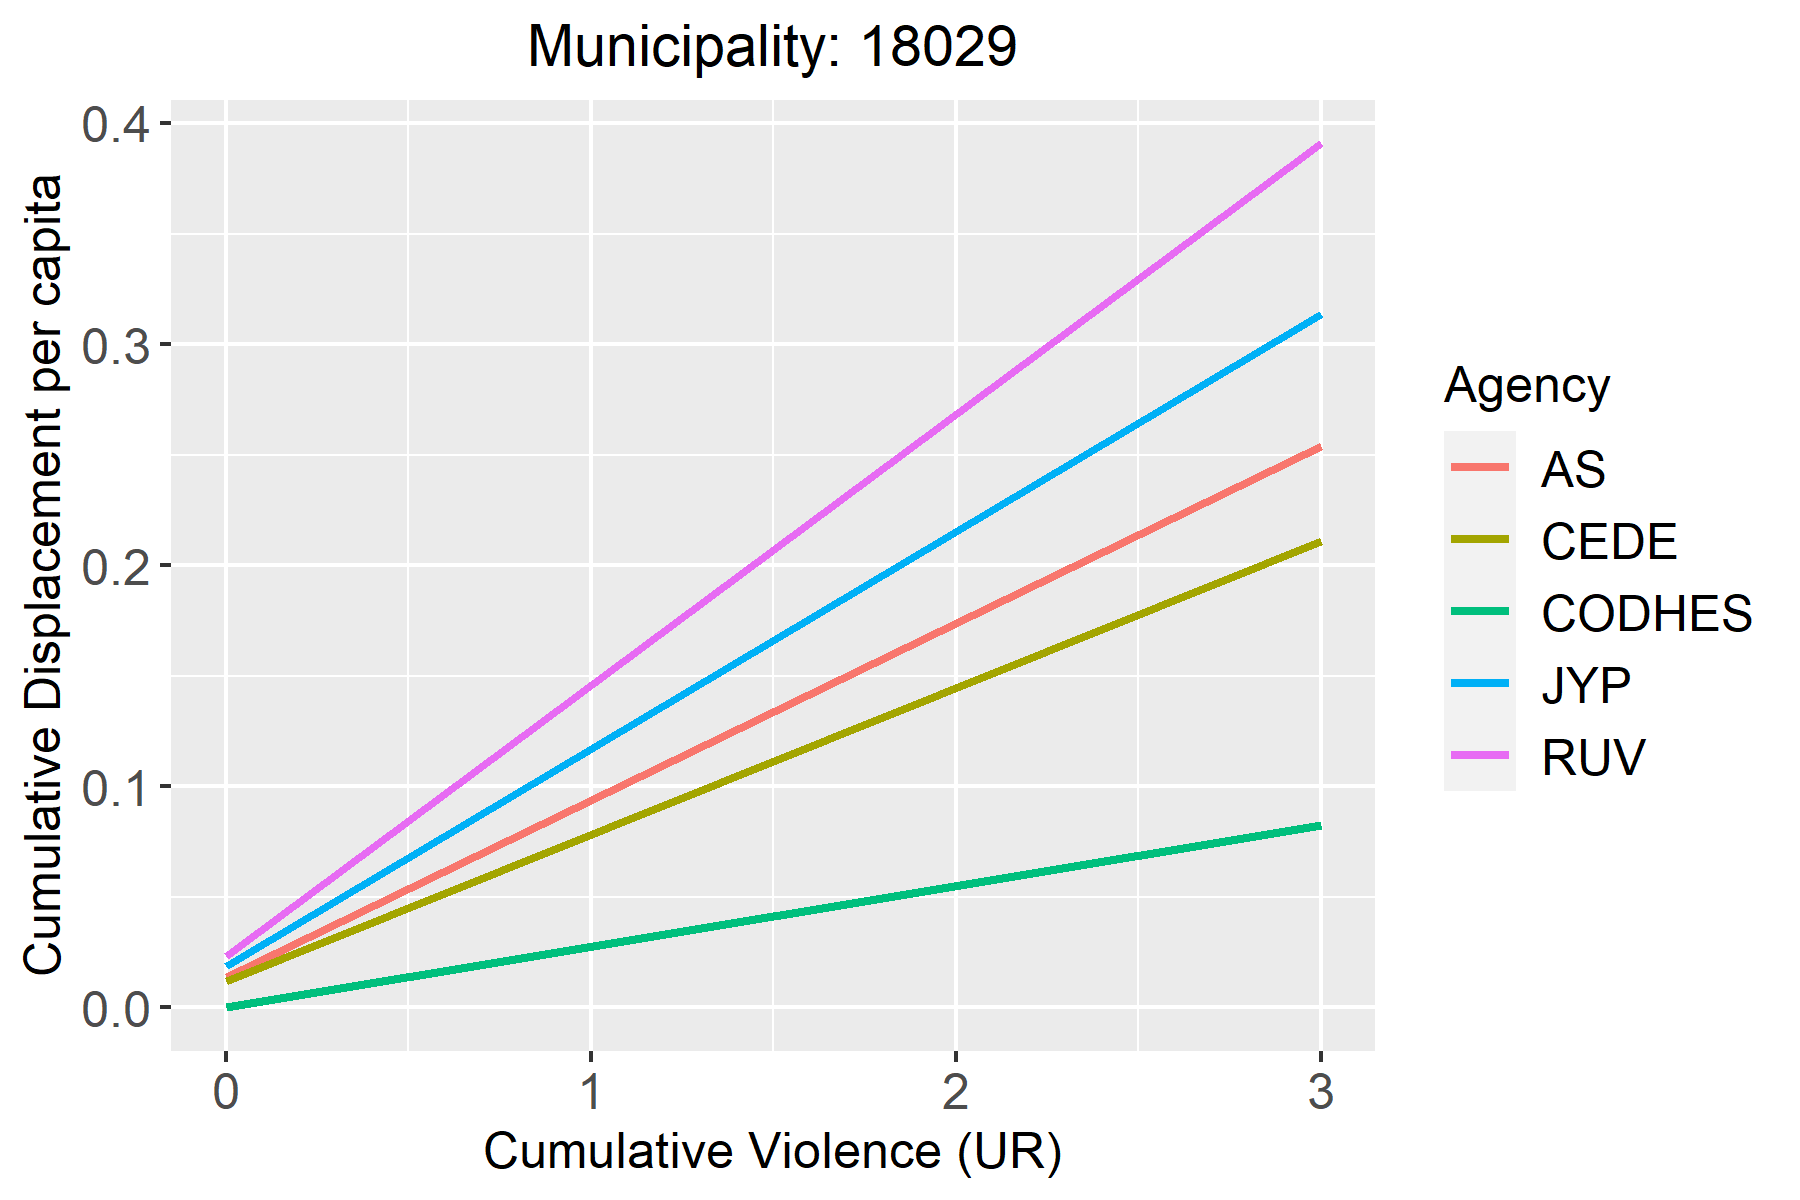 Municipality: 18029
Cumulative Displacement per capita
0.4
0.3
0.2
0.1
0.0
0 1 2 3
Cumulative Violence (UR)
Agency
AS
CEDE
CODHES
JYP
RUV